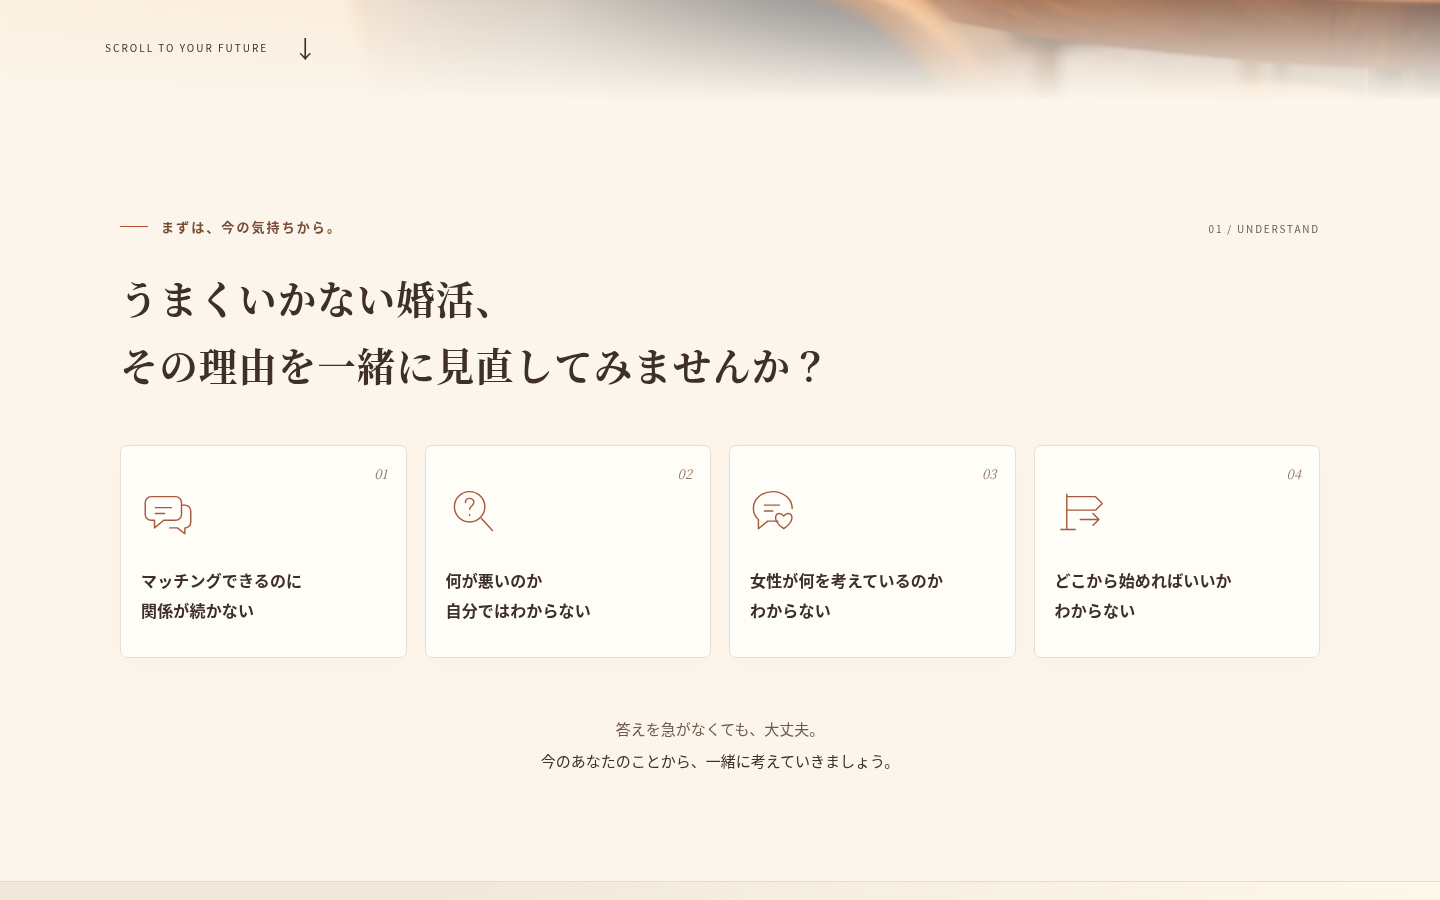 SCROLL TO YOUR FUTURE ↓
まずは、今の気持ちから。
01 / UNDERSTAND
うまくいかない婚活、
その理由を一緒に見直してみませんか？
01
マッチングできるのに
関係が続かない
02
何が悪いのか
自分ではわからない
03
女性が何を考えているのか
わからない
04
どこから始めればいいか
わからない
答えを急がなくても、大丈夫。
今のあなたのことから、一緒に考えていきましょう。